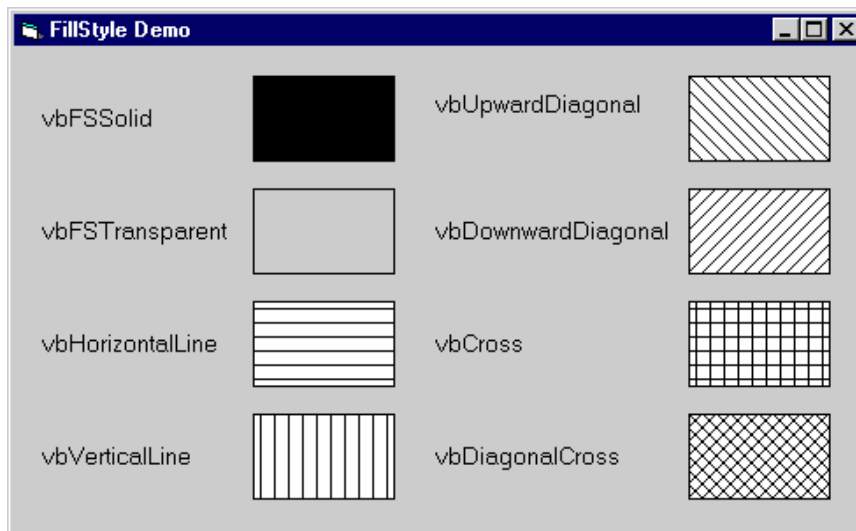 FillStyle Demo
vbFSSolid
vbUpwardDiagonal
vbFSTransparent
vbDownwardDiagonal
vbHorizontalLine
vbCross
vbVerticalLine
vbDiagonalCross